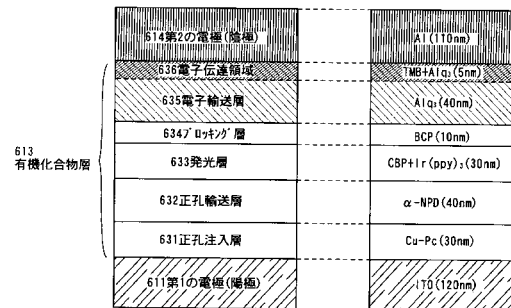 614第2の電極(陰極)
Al(110nm)
636電子伝達領域
TMB+Alq₃(5nm)
635電子輸送層
Alq₃(40nm)
634ブロッキング層
BCP(10nm)
613
有機化合物層
633発光層
CBP+Ir(ppy)₃(30nm)
632正孔輸送層
α-NPD(40nm)
631正孔注入層
Cu-Pc(30nm)
611第1の電極(陽極)
ITO(120nm)